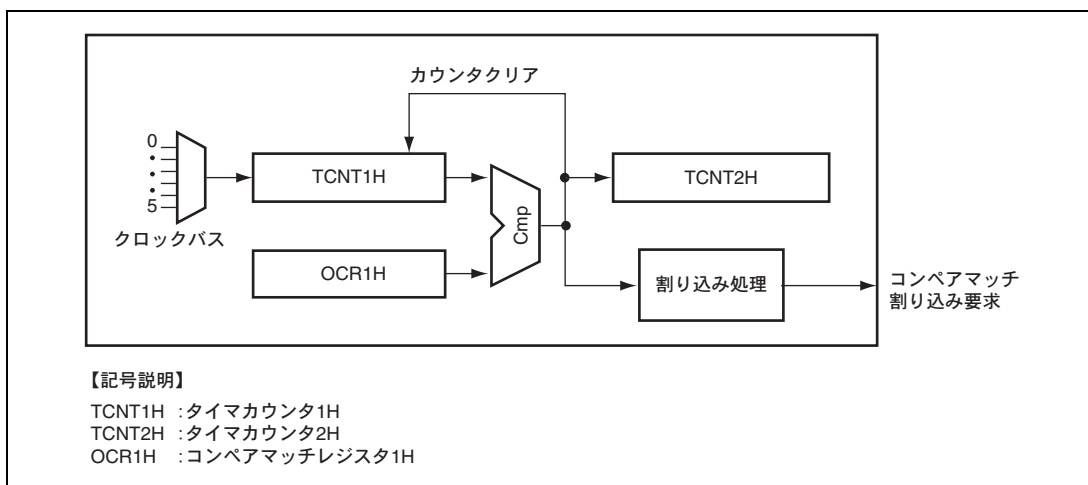 カウンタクリア
0
5
クロックバス
TCNT1H
OCR1H
Cmp
TCNT2H
割り込み処理
コンペアマッチ
割り込み要求
【記号説明】
TCNT1H :タイマカウンタ1H
TCNT2H :タイマカウンタ2H
OCR1H :コンペアマッチレジスタ1H